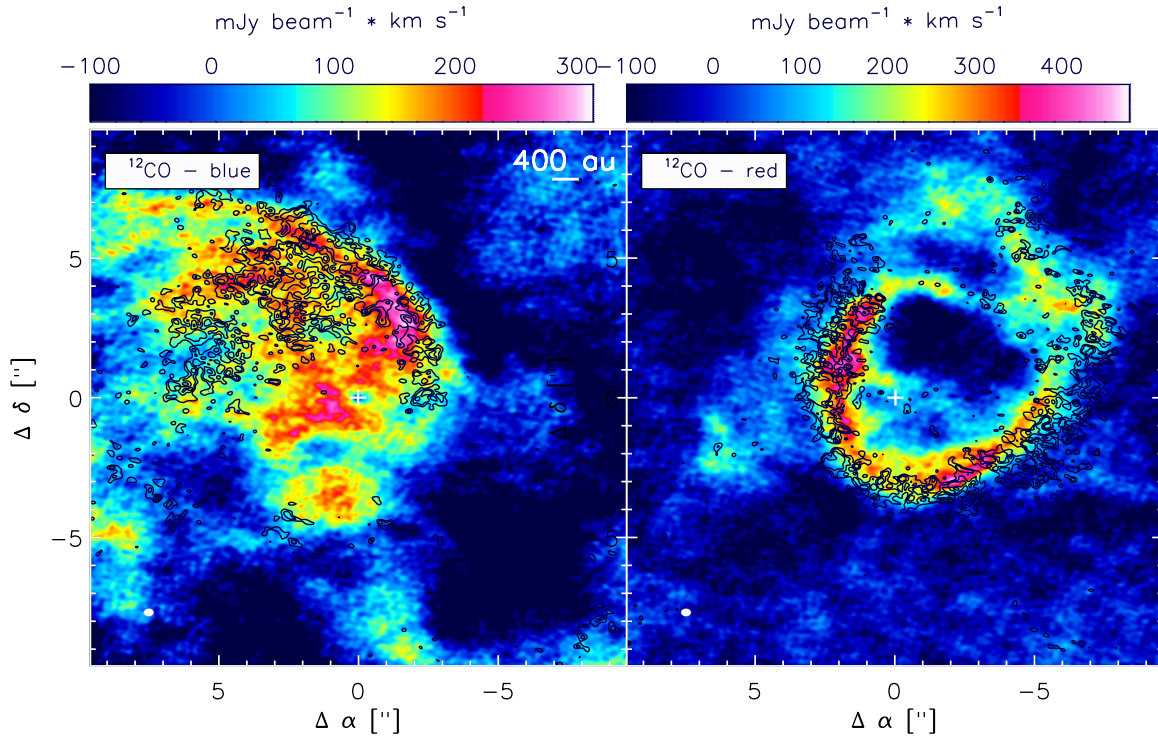 mJy beam⁻¹ * km s⁻¹
mJy beam⁻¹ * km s⁻¹
−100 0 100 200 300
−100 0 100 200 300 400
¹²CO − blue
400 au
¹²CO − red
5
0
−5
5
0
−5
Δ δ ["]
Δ δ ["]
5 0 −5
5 0 −5
Δ α ["]
Δ α ["]